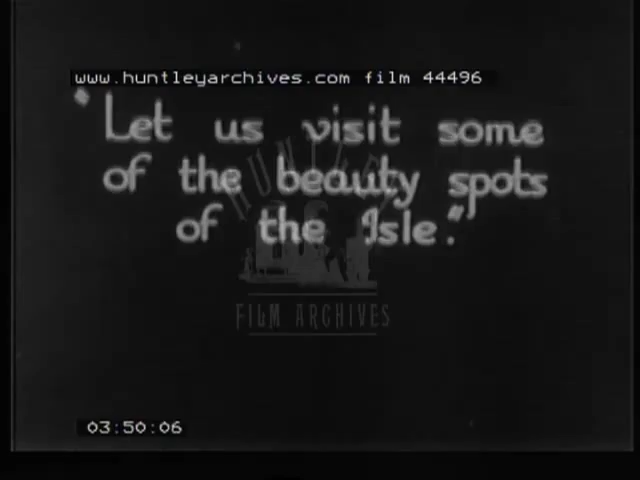 www.huntleyarchives.com film 44496
"Let us visit some
of the beauty spots
of the Isle."
HUNTLEY
FILM ARCHIVES
03:50:06